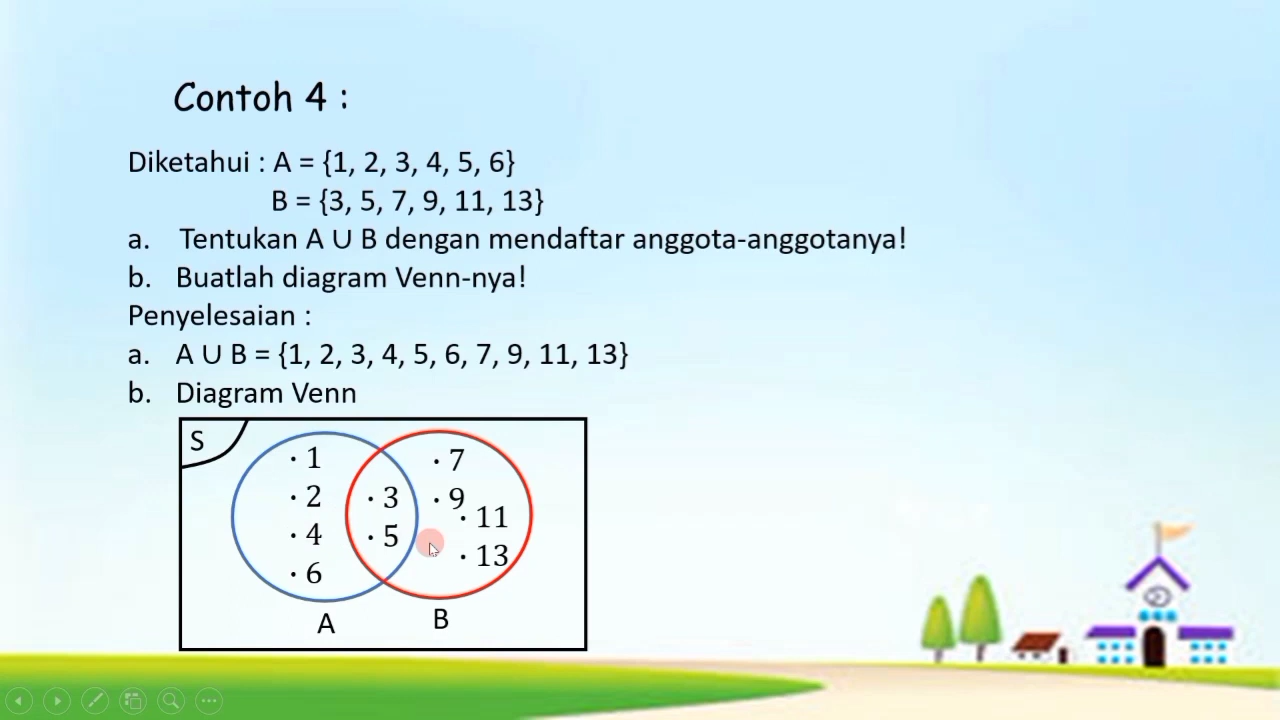 Contoh 4 :
Diketahui : A = {1, 2, 3, 4, 5, 6}
B = {3, 5, 7, 9, 11, 13}
a. Tentukan A ∪ B dengan mendaftar anggota-anggotanya!
b. Buatlah diagram Venn-nya!
Penyelesaian :
a. A ∪ B = {1, 2, 3, 4, 5, 6, 7, 9, 11, 13}
b. Diagram Venn
S
· 1
· 2
· 4
· 6
· 3
· 5
· 7
· 9
· 11
· 13
A
B